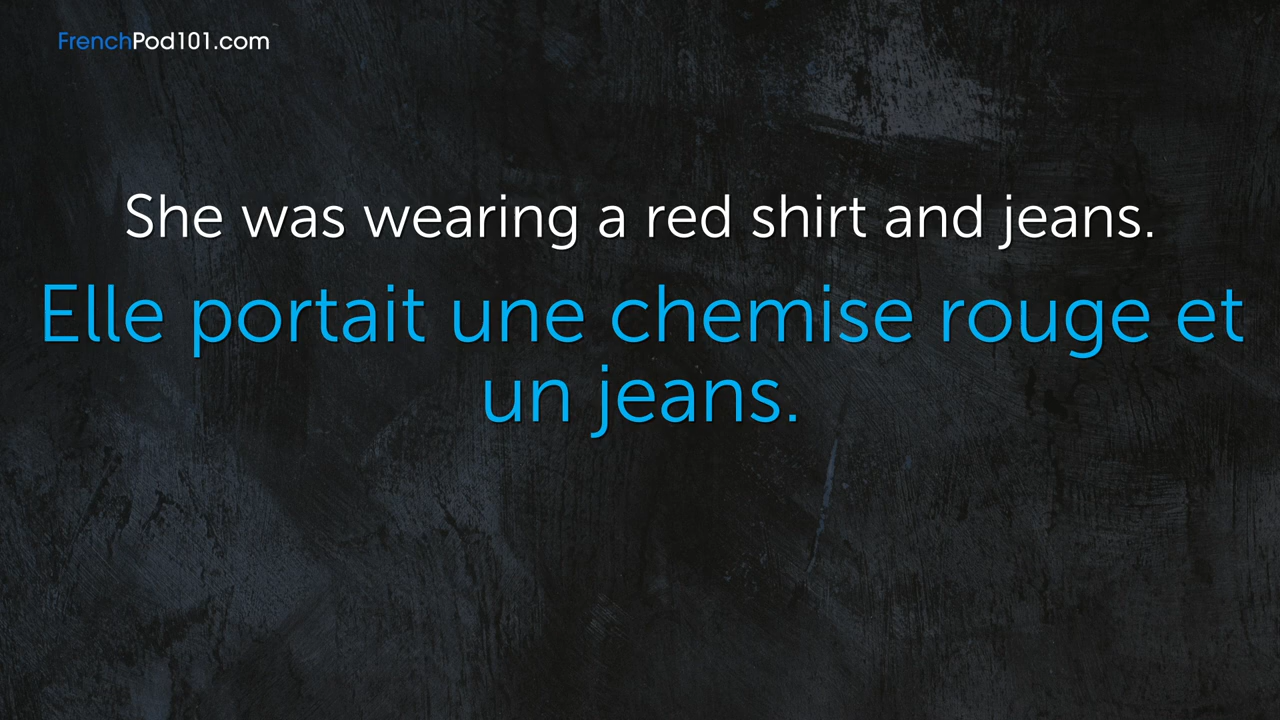 FrenchPod101.com
She was wearing a red shirt and jeans.
Elle portait une chemise rouge et
un jeans.